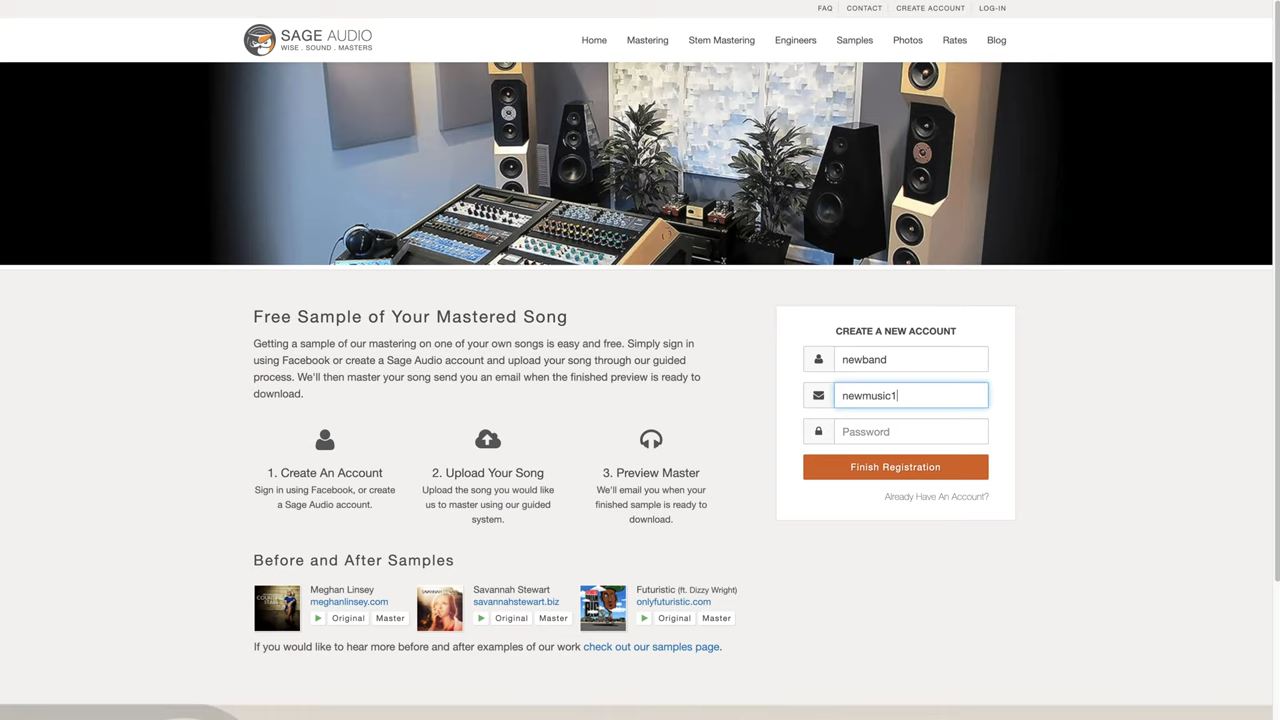 FAQ CONTACT CREATE ACCOUNT LOG-IN
SAGE AUDIO
WISE . SOUND . MASTERS
Home Mastering Stem Mastering Engineers Samples Photos Rates Blog
Free Sample of Your Mastered Song
Getting a sample of our mastering on one of your own songs is easy and free. Simply sign in
using Facebook or create a Sage Audio account and upload your song through our guided
process. We'll then master your song send you an email when the finished preview is ready to
download.
1. Create An Account
Sign in using Facebook, or create
a Sage Audio account.
2. Upload Your Song
Upload the song you would like
us to master using our guided
system.
3. Preview Master
We'll email you when your
finished sample is ready to
download.
CREATE A NEW ACCOUNT
newband
newmusic1
Password
Finish Registration
Already Have An Account?
Before and After Samples
Meghan Linsey
meghanlinsey.com
Original Master
Savannah Stewart
savannahstewart.biz
Original Master
Futuristic (ft. Dizzy Wright)
onlyfuturistic.com
Original Master
If you would like to hear more before and after examples of our work check out our samples page.